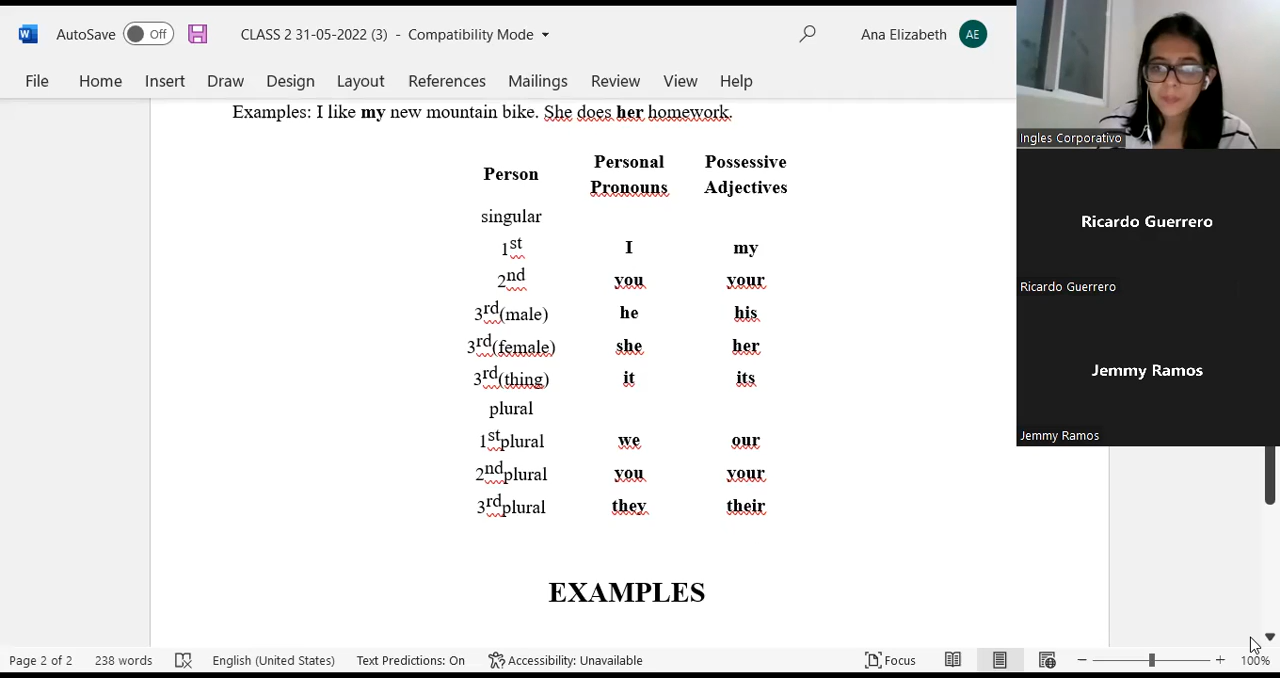 AutoSave Off CLASS 2 31-05-2022 (3) - Compatibility Mode Ana Elizabeth AE
File Home Insert Draw Design Layout References Mailings Review View Help
Examples: I like my new mountain bike. She does her homework.
Person Personal Pronouns Possessive Adjectives
singular
1st I my
2nd you your
3rd(male) he his
3rd(female) she her
3rd(thing) it its
plural
1stplural we our
2ndplural you your
3rdplural they their
EXAMPLES
Page 2 of 2 238 words English (United States) Text Predictions: On Accessibility: Unavailable Focus 100%
Ingles Corporativo
Ricardo Guerrero
Ricardo Guerrero
Jemmy Ramos
Jemmy Ramos